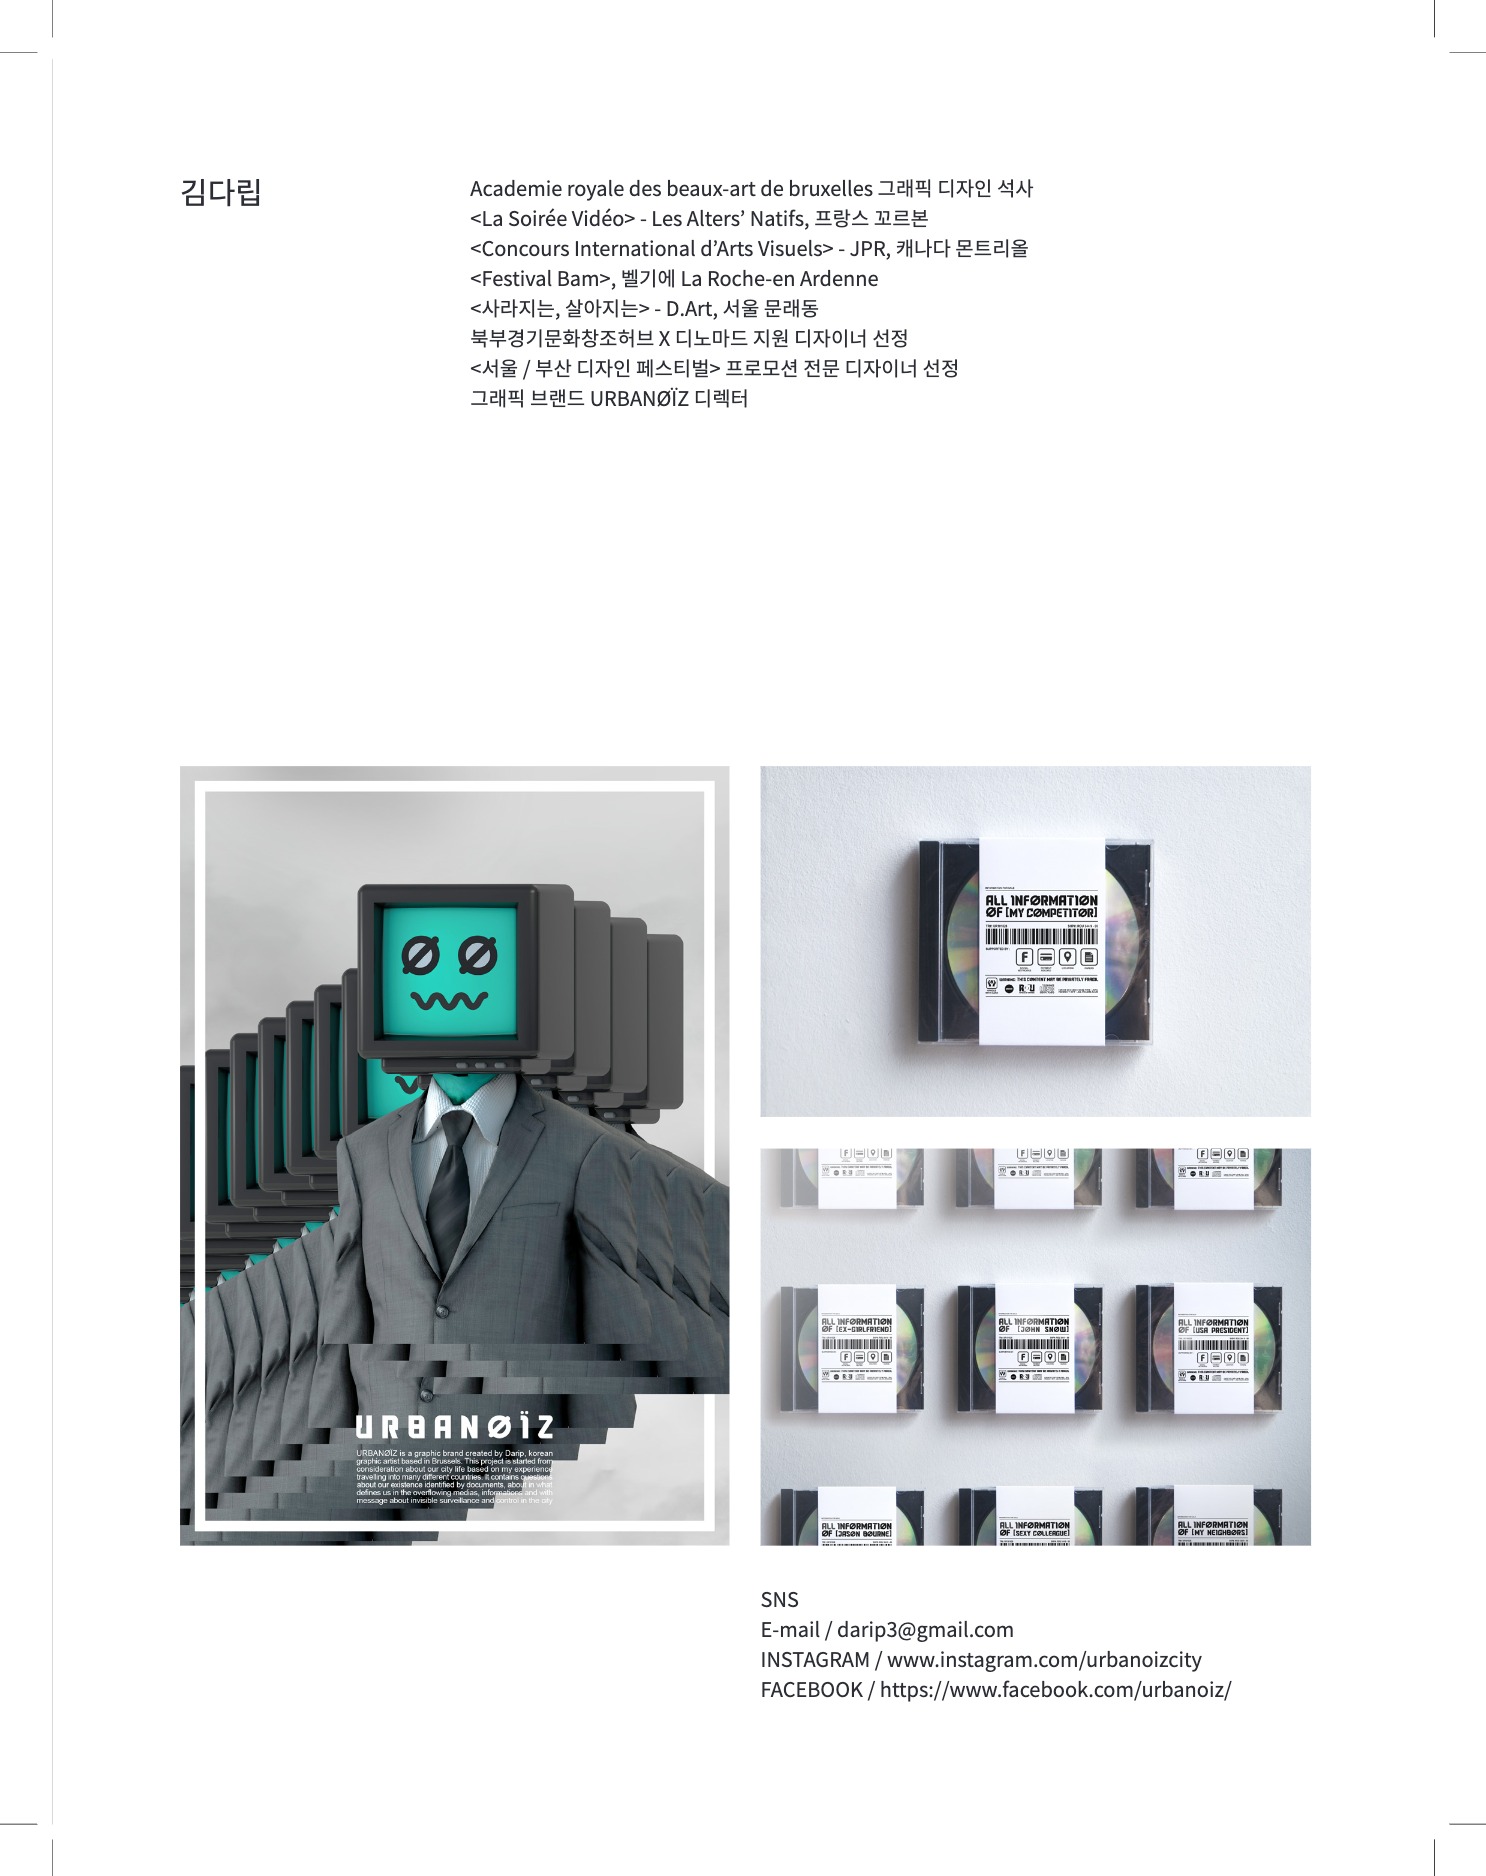 김다립
Academie royale des beaux-art de bruxelles 그래픽 디자인 석사
<La Soirée Vidéo> - Les Alters’ Natifs, 프랑스 꼬르본
<Concours International d’Arts Visuels> - JPR, 캐나다 몬트리올
<Festival Bam>, 벨기에 La Roche-en Ardenne
<사라지는, 살아지는> - D.Art, 서울 문래동
북부경기문화창조허브 X 디노마드 지원 디자이너 선정
<서울 / 부산 디자인 페스티벌> 프로모션 전문 디자이너 선정
그래픽 브랜드 URBANØÏZ 디렉터
URBANØÏZ
URBANØÏZ is a graphic brand created by Darip, korean
graphic artist based in Brussels. This project is started from
consideration about our city life based on my experience
travelling into many different countries. It contains questions
about our existence identified by documents, about in what
defines us in the overflowing medias, informations and with
message about invisible surveillance and control in the city
ALL INFØRMATIØN
ØF [MY CØMPETITØR]
SUPPORTED BY
WARNING: THIS CONTENT MAY BE PRIVATELY FRAGIL
ALL INFØRMATIØN
ØF [EX-GIRLFRIEND]
ALL INFØRMATIØN
ØF [JØHN SNØW]
ALL INFØRMATIØN
ØF [USA PRESIDENT]
ALL INFØRMATIØN
ØF [JASØN BØURNE]
ALL INFØRMATIØN
ØF [SEXY CØLLEAGUE]
ALL INFØRMATIØN
ØF [MY NEIGHBØRS]
SNS
E-mail / darip3@gmail.com
INSTAGRAM / www.instagram.com/urbanoizcity
FACEBOOK / https://www.facebook.com/urbanoiz/